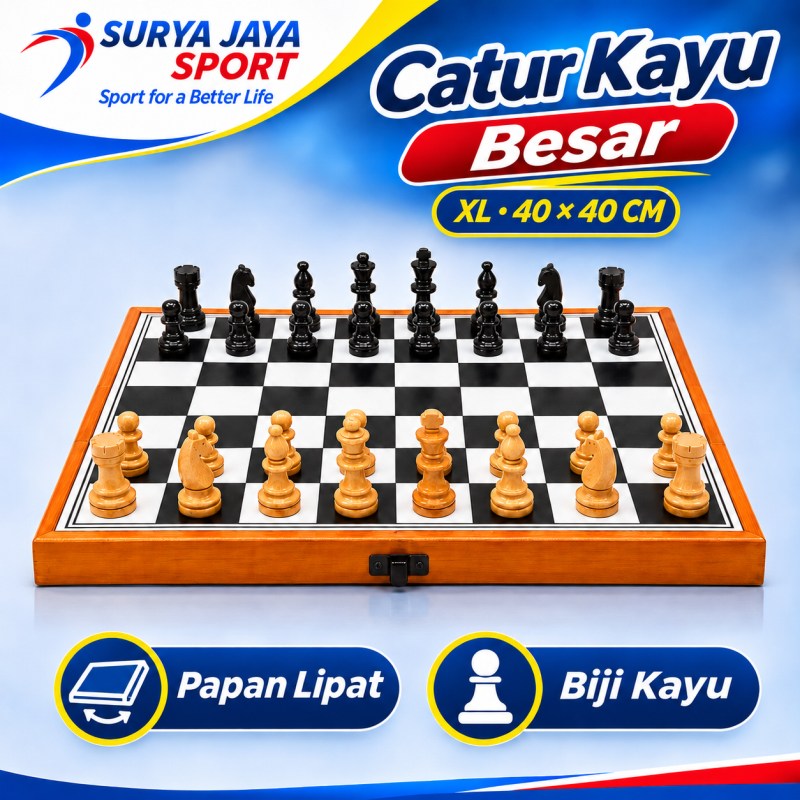 SURYA JAYA
SPORT
Sport for a Better Life
Catur Kayu
Besar
XL • 40 × 40 CM
Papan Lipat
Biji Kayu